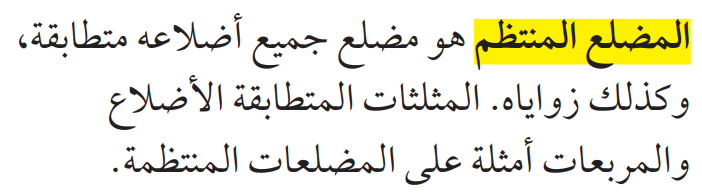 المضلع المنتظم هو مضلع جميع أضلاعه متطابقة،
وكذلك زواياه. المثلثات المتطابقة الأضلاع
والمربعات أمثلة على المضلعات المنتظمة.